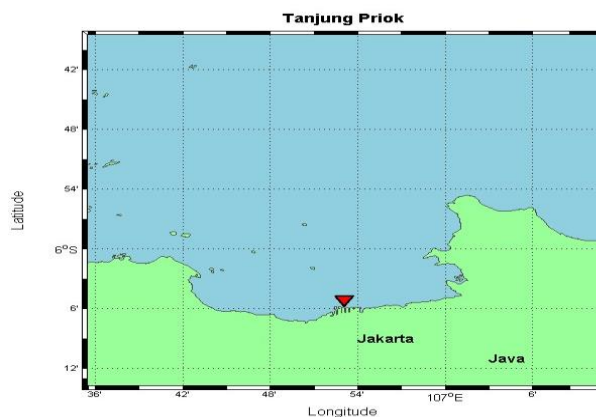 Tanjung Priok
42'
48'
54'
6°S
6'
12'
Latitude
Jakarta
Java
36'
42'
48'
54'
107°E
6'
Longitude